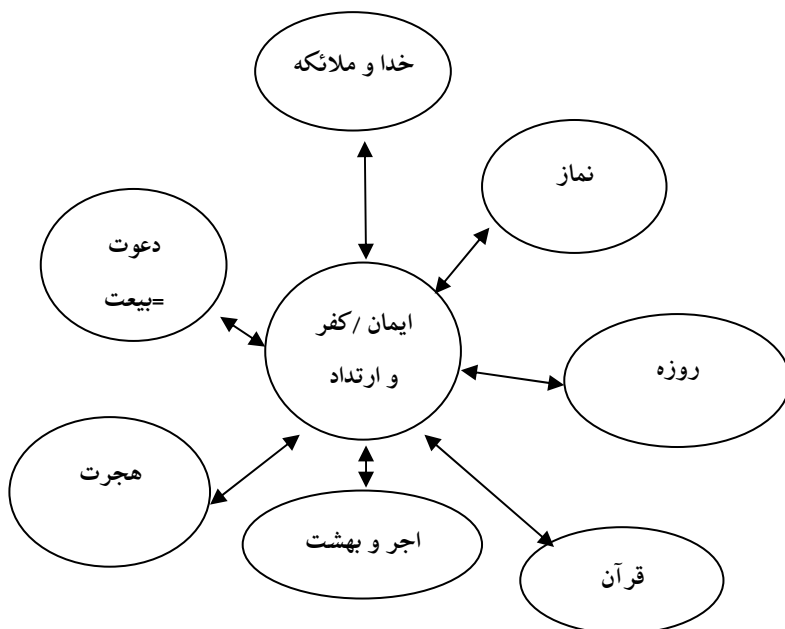 خدا و ملائکه
نماز
دعوت
=بیعت
ایمان /کفر
و ارتداد
روزه
هجرت
اجر و بهشت
قرآن